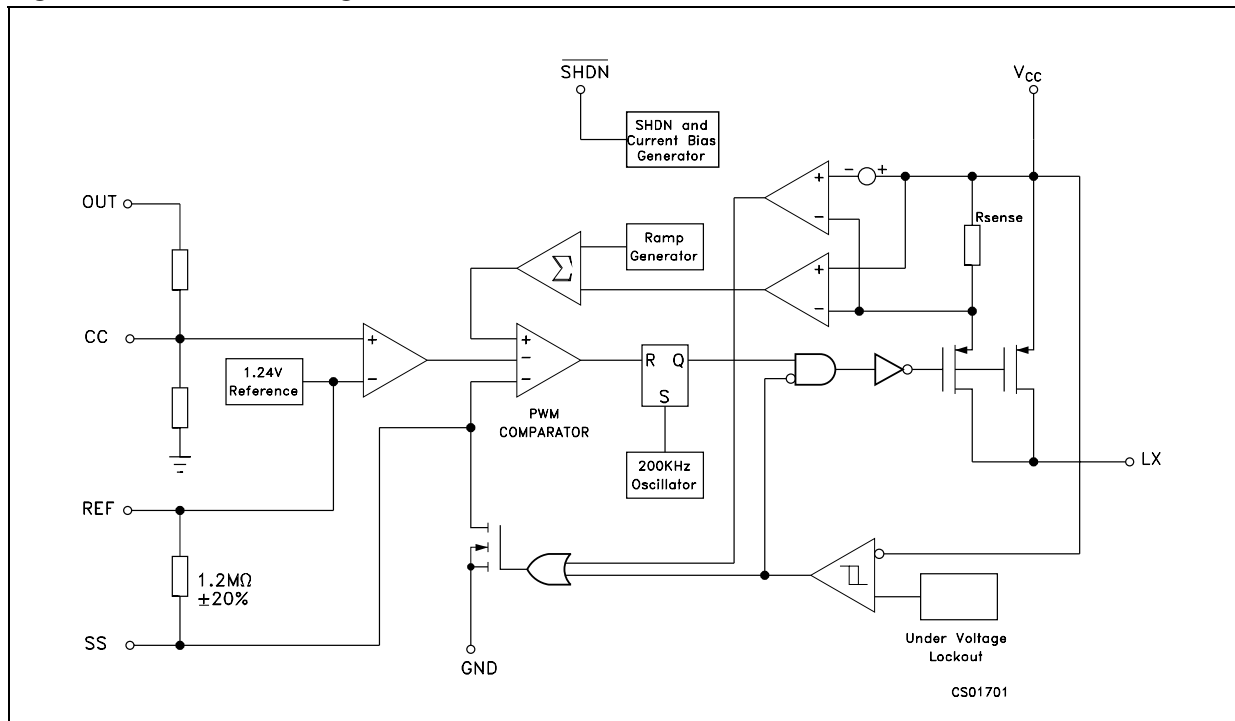 SHDN
VCC
SHDN and
Current Bias
Generator
OUT
- +
+
-
Rsense
Ramp
Generator
Σ
+
-
CC
+
-
+
-
-
1.24V
Reference
R Q
S
PWM
COMPARATOR
200KHz
Oscillator
LX
REF
1.2MΩ
±20%
SS
GND
Under Voltage
Lockout
CS01701